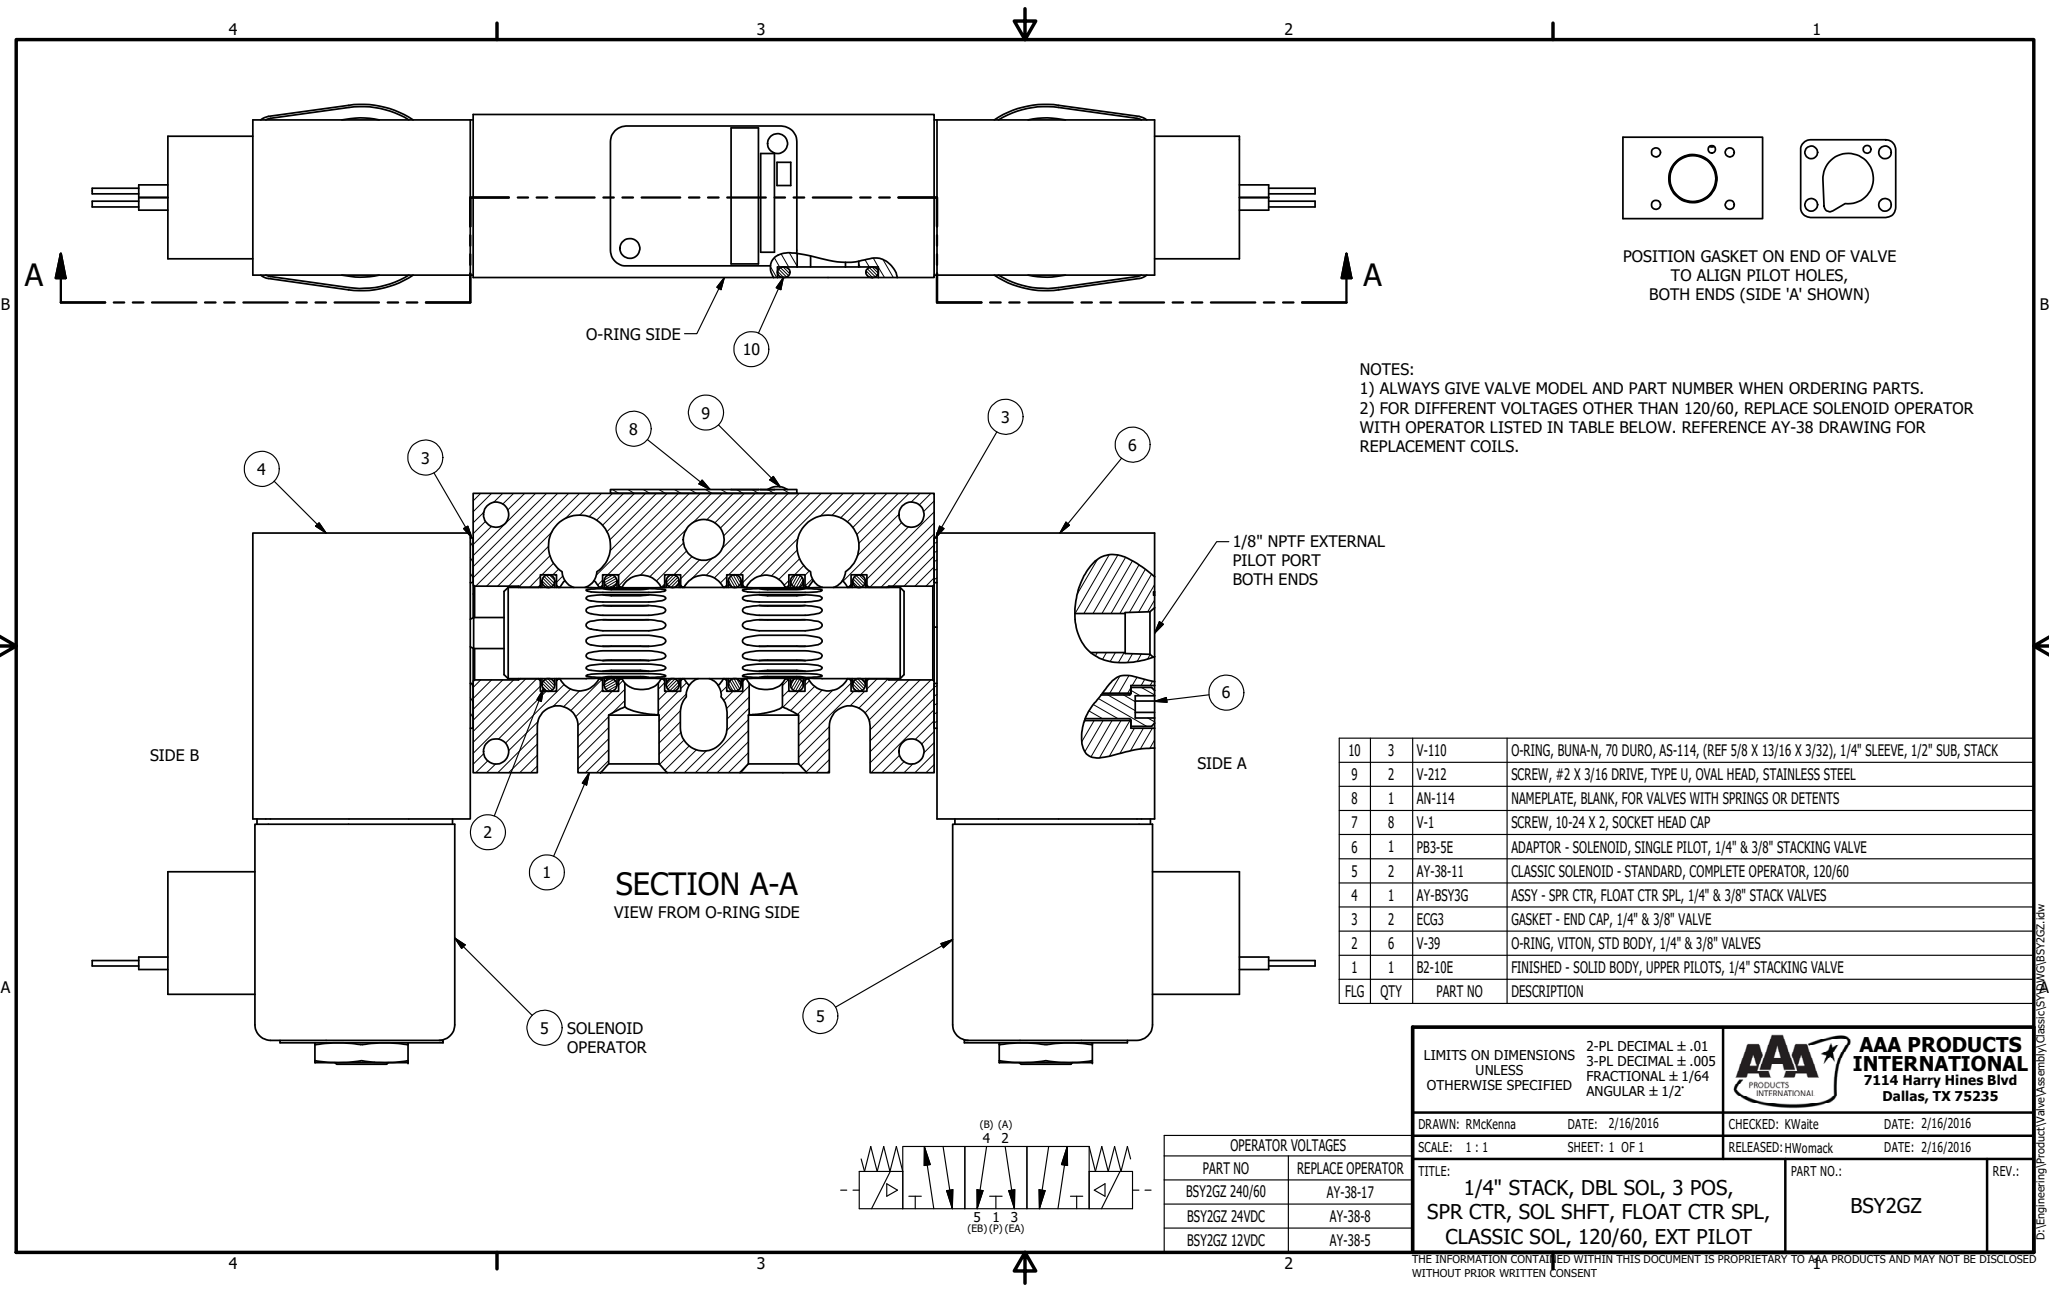 4 3 2 1
A A
B B
O-RING SIDE
10
POSITION GASKET ON END OF VALVE
TO ALIGN PILOT HOLES,
BOTH ENDS (SIDE 'A' SHOWN)
NOTES:
1) ALWAYS GIVE VALVE MODEL AND PART NUMBER WHEN ORDERING PARTS.
2) FOR DIFFERENT VOLTAGES OTHER THAN 120/60, REPLACE SOLENOID OPERATOR
WITH OPERATOR LISTED IN TABLE BELOW. REFERENCE AY-38 DRAWING FOR
REPLACEMENT COILS.
4 3 8 9 3 6
1/8" NPTF EXTERNAL
PILOT PORT
BOTH ENDS
6
SIDE B
SIDE A
2
1
SECTION A-A
VIEW FROM O-RING SIDE
5 SOLENOID
OPERATOR
5
10 3 V-110 O-RING, BUNA-N, 70 DURO, AS-114, (REF 5/8 X 13/16 X 3/32), 1/4" SLEEVE, 1/2" SUB, STACK
9 2 V-212 SCREW, #2 X 3/16 DRIVE, TYPE U, OVAL HEAD, STAINLESS STEEL
8 1 AN-114 NAMEPLATE, BLANK, FOR VALVES WITH SPRINGS OR DETENTS
7 8 V-1 SCREW, 10-24 X 2, SOCKET HEAD CAP
6 1 PB3-5E ADAPTOR - SOLENOID, SINGLE PILOT, 1/4" & 3/8" STACKING VALVE
5 2 AY-38-11 CLASSIC SOLENOID - STANDARD, COMPLETE OPERATOR, 120/60
4 1 AY-BSY3G ASSY - SPR CTR, FLOAT CTR SPL, 1/4" & 3/8" STACK VALVES
3 2 ECG3 GASKET - END CAP, 1/4" & 3/8" VALVE
2 6 V-39 O-RING, VITON, STD BODY, 1/4" & 3/8" VALVES
1 1 B2-10E FINISHED - SOLID BODY, UPPER PILOTS, 1/4" STACKING VALVE
FLG QTY PART NO DESCRIPTION
A A
D:\Engineering\Product\Valve\Assembly\Classic\SY\DWG\BSY2GZ.idw
LIMITS ON DIMENSIONS
UNLESS
OTHERWISE SPECIFIED
2-PL DECIMAL ± .01
3-PL DECIMAL ± .005
FRACTIONAL ± 1/64
ANGULAR ± 1/2°
AAA
PRODUCTS
INTERNATIONAL
AAA PRODUCTS
INTERNATIONAL
7114 Harry Hines Blvd
Dallas, TX 75235
DRAWN: RMcKenna DATE: 2/16/2016 CHECKED: KWaite DATE: 2/16/2016
SCALE: 1 : 1 SHEET: 1 OF 1 RELEASED: HWomack DATE: 2/16/2016
TITLE:
1/4" STACK, DBL SOL, 3 POS,
SPR CTR, SOL SHFT, FLOAT CTR SPL,
CLASSIC SOL, 120/60, EXT PILOT
PART NO.:
BSY2GZ
REV.:
(B) (A)
4 2
5 1 3
(EB) (P) (EA)
OPERATOR VOLTAGES
PART NO REPLACE OPERATOR
BSY2GZ 240/60 AY-38-17
BSY2GZ 24VDC AY-38-8
BSY2GZ 12VDC AY-38-5
4 3 2 1
THE INFORMATION CONTAINED WITHIN THIS DOCUMENT IS PROPRIETARY TO AAA PRODUCTS AND MAY NOT BE DISCLOSED
WITHOUT PRIOR WRITTEN CONSENT